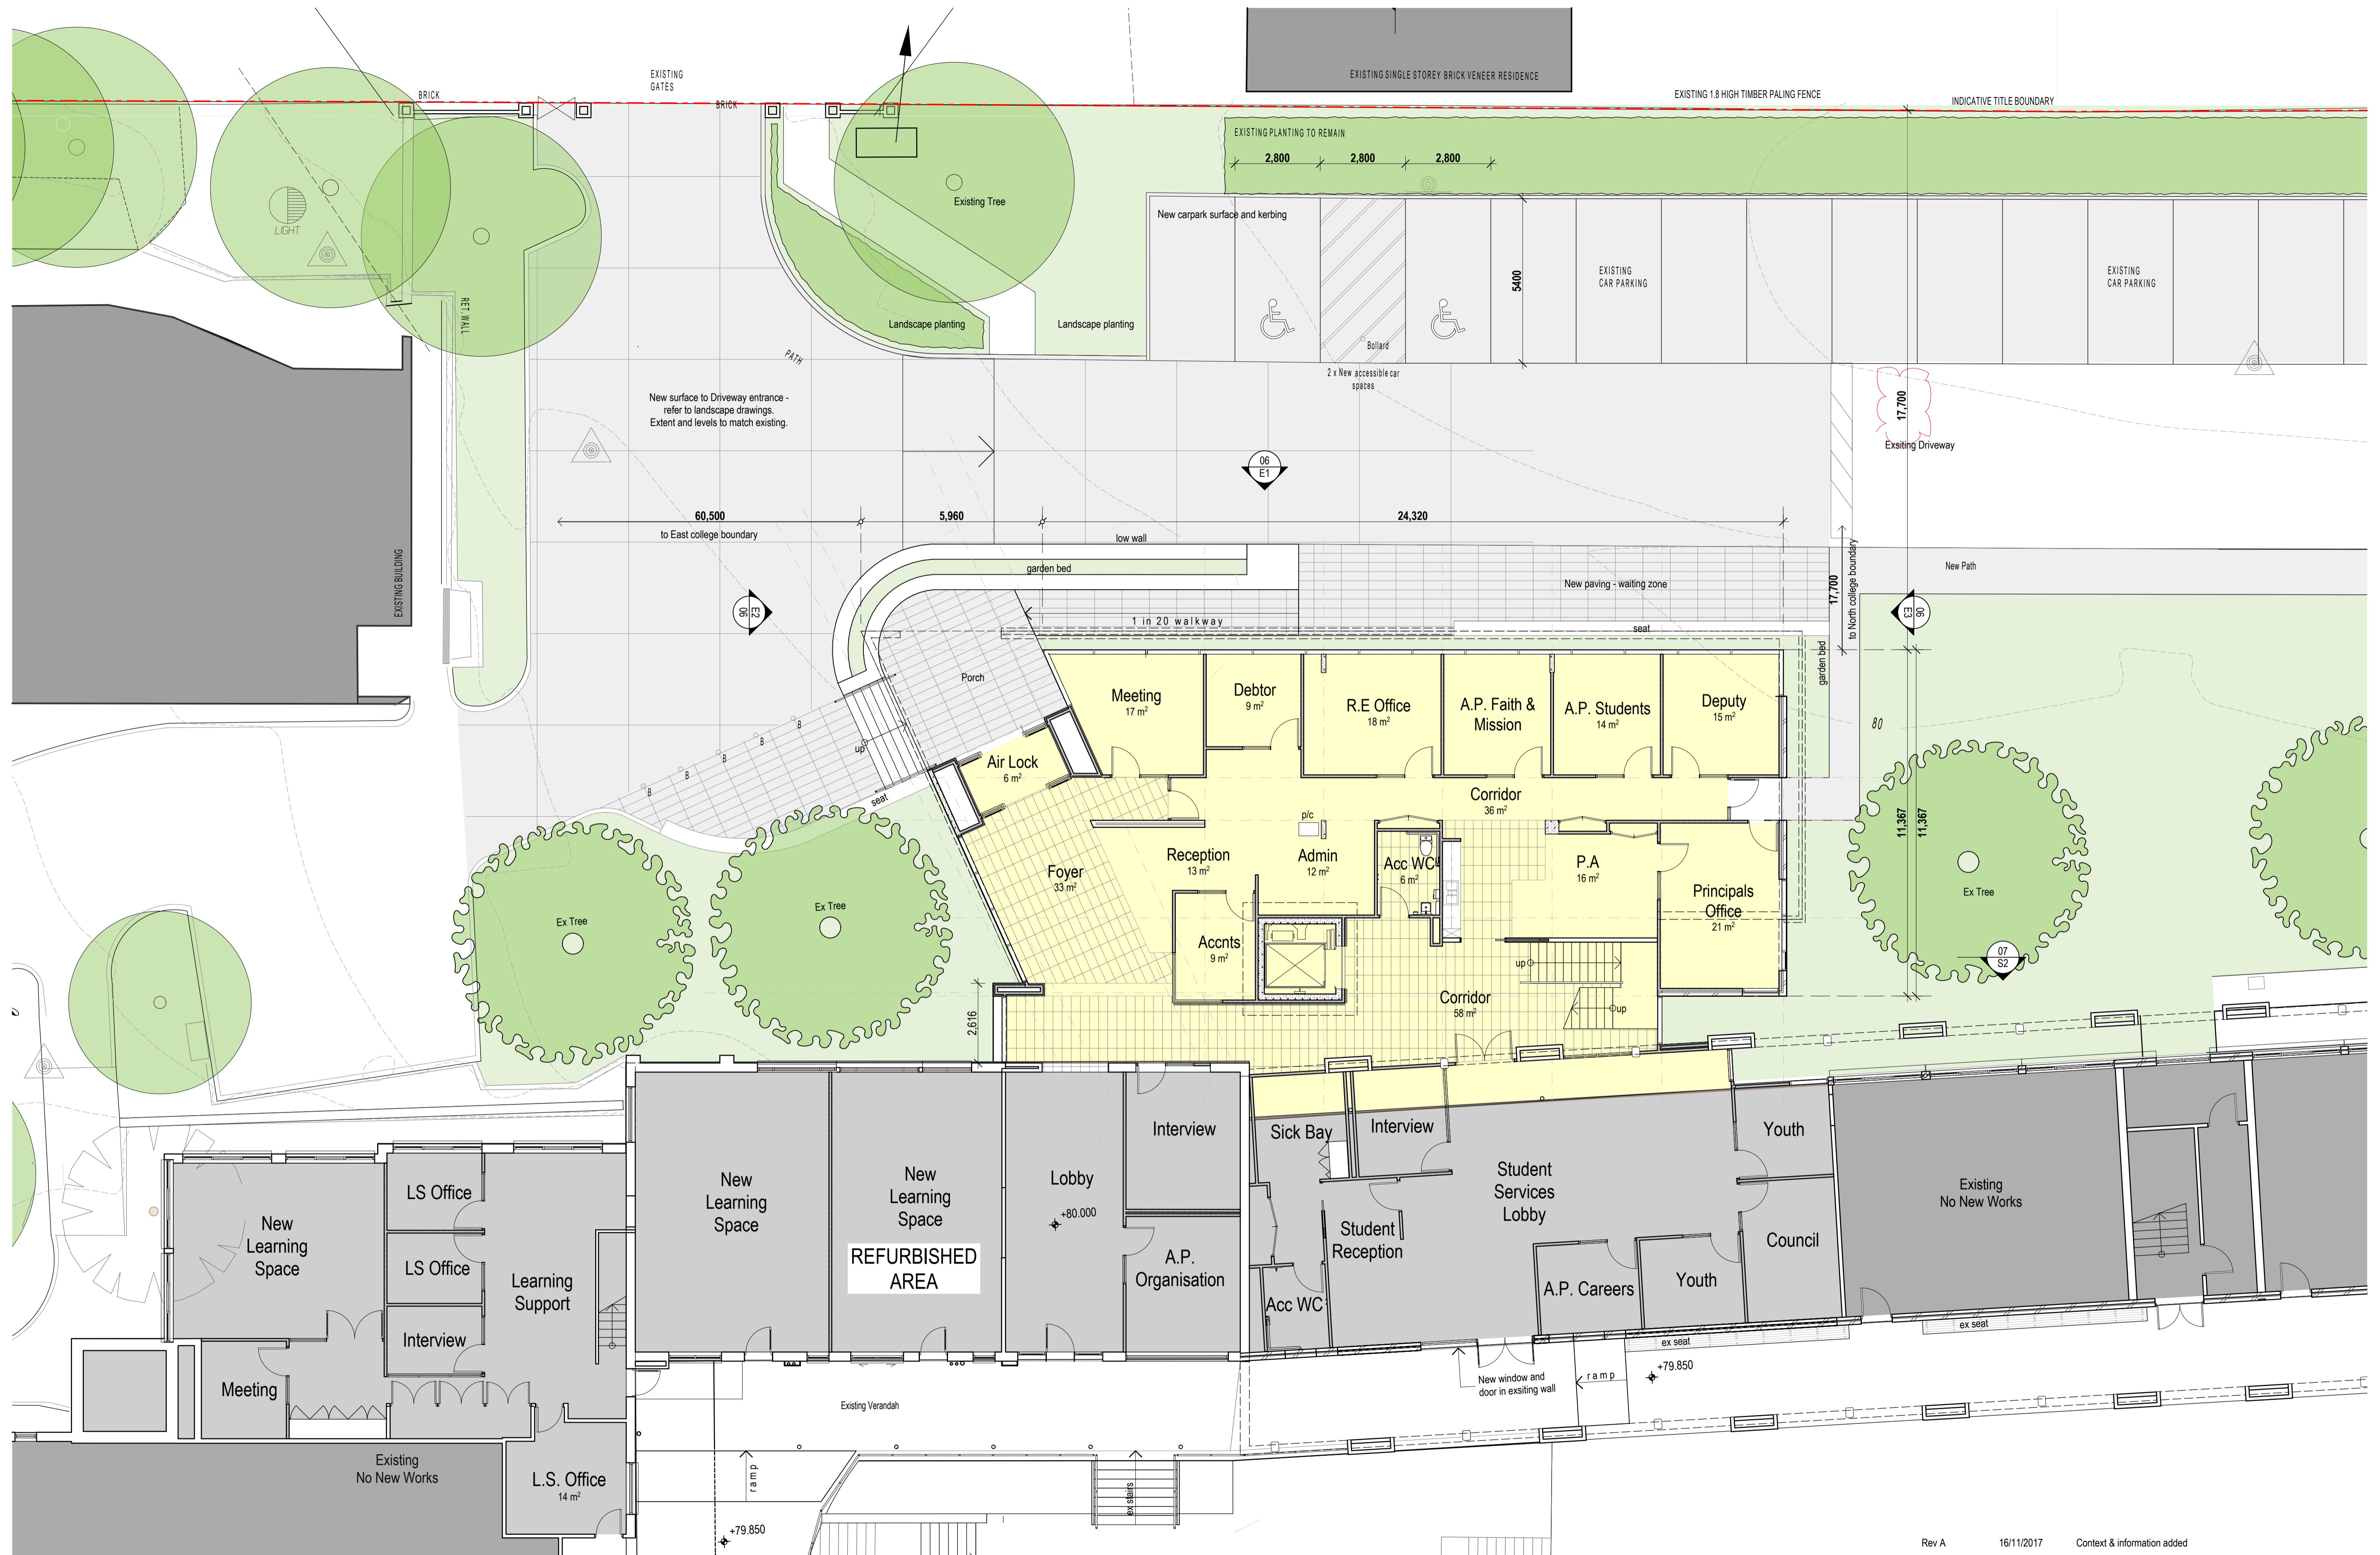 EXISTING SINGLE STOREY BRICK VENEER RESIDENCE
EXISTING
GATES
BRICK
BRICK
EXISTING 1.8 HIGH TIMBER PALING FENCE
INDICATIVE TITLE BOUNDARY
EXISTING PLANTING TO REMAIN
2,800
2,800
2,800
Existing Tree
New carpark surface and kerbing
LIGHT
RET. WALL
Landscape planting
Landscape planting
PATH
5400
EXISTING
CAR PARKING
EXISTING
CAR PARKING
Bollard
2 x New accessible car
spaces
New surface to Driveway entrance -
refer to landscape drawings.
Extent and levels to match existing.
17,700
Exsiting Driveway
06
E1
60,500
to East college boundary
5,960
24,320
low wall
garden bed
New paving - waiting zone
New Path
17,700
to North college boundary
EXISTING BUILDING
06
E2
06
E3
1 in 20 walkway
seat
garden bed
Porch
up
B
B
B
B
B
seat
80
Meeting
17 m²
Debtor
9 m²
R.E Office
18 m²
A.P. Faith &
Mission
A.P. Students
14 m²
Deputy
15 m²
Air Lock
6 m²
Corridor
36 m²
p/c
Foyer
33 m²
Reception
13 m²
Admin
12 m²
Acc WC
6 m²
P.A
16 m²
Principals
Office
21 m²
Accnts
9 m²
up
up
Corridor
58 m²
11,367
11,367
Ex Tree
Ex Tree
Ex Tree
07
S2
2,616
Interview
Sick Bay
Interview
Youth
New
Learning
Space
New
Learning
Space
Lobby
+80.000
Student
Services
Lobby
Student
Reception
Existing
No New Works
LS Office
New
Learning
Space
LS Office
Learning
Support
REFURBISHED
AREA
A.P.
Organisation
Acc WC
A.P. Careers
Youth
Council
Interview
Meeting
ex seat
ex seat
New window and
door in exsiting wall
ramp
+79.850
Existing Verandah
Existing
No New Works
L.S. Office
14 m²
ramp
ex stairs
+79.850
Rev A 16/11/2017 Context & information added